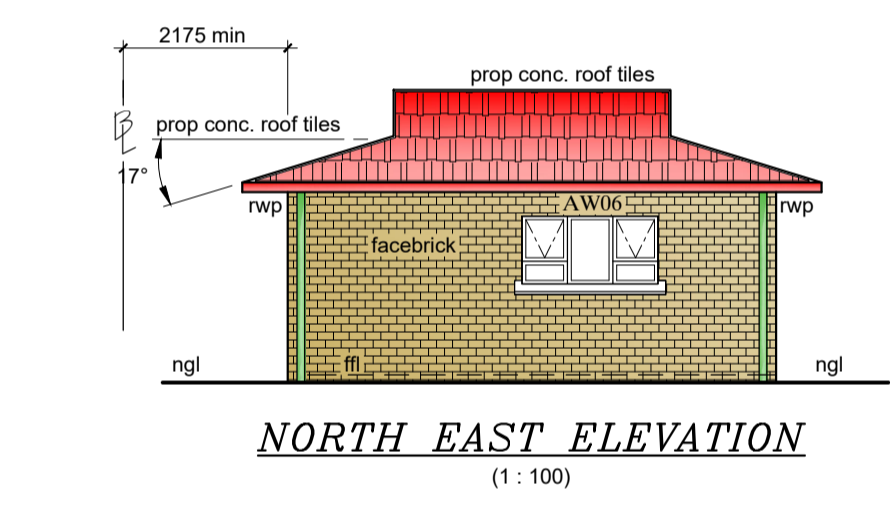 2175 min
prop conc. roof tiles
BL
prop conc. roof tiles
17°
rwp
AW06
rwp
facebrick
ngl
ffl
ngl
NORTH EAST ELEVATION
(1 : 100)